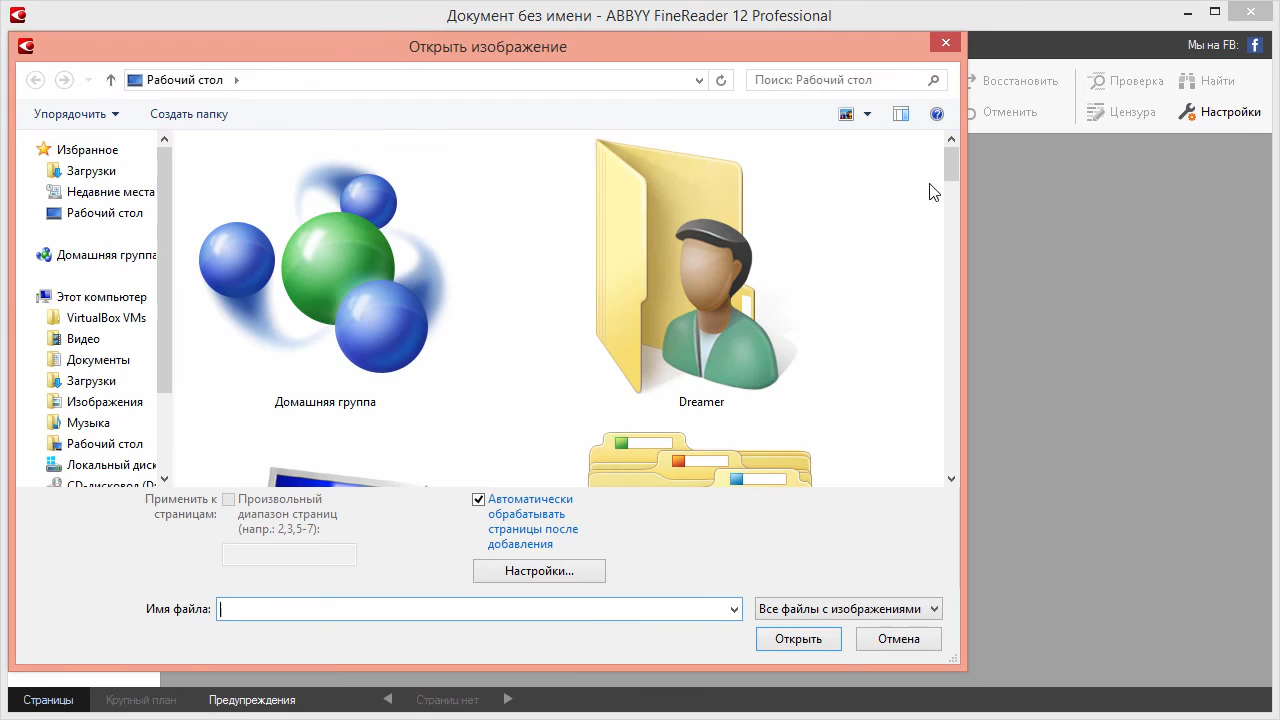 Документ без имени - ABBYY FineReader 12 Professional
Открыть изображение
Мы на FB:
Рабочий стол
Поиск: Рабочий стол
Восстановить
Проверка
Найти
Упорядочить
Создать папку
Отменить
Цензура
Настройки
Избранное
Загрузки
Недавние места
Рабочий стол
Домашняя группа
Этот компьютер
VirtualBox VMs
Видео
Документы
Загрузки
Изображения
Музыка
Рабочий стол
Локальный диск
CD-дисковод (D
Домашняя группа
Dreamer
Применить к
страницам:
Произвольный
диапазон страниц
(напр.: 2,3,5-7):
Автоматически
обрабатывать
страницы после
добавления
Настройки...
Имя файла:
Все файлы с изображениями
Открыть
Отмена
Страницы
Крупный план
Предупреждения
Страниц нет